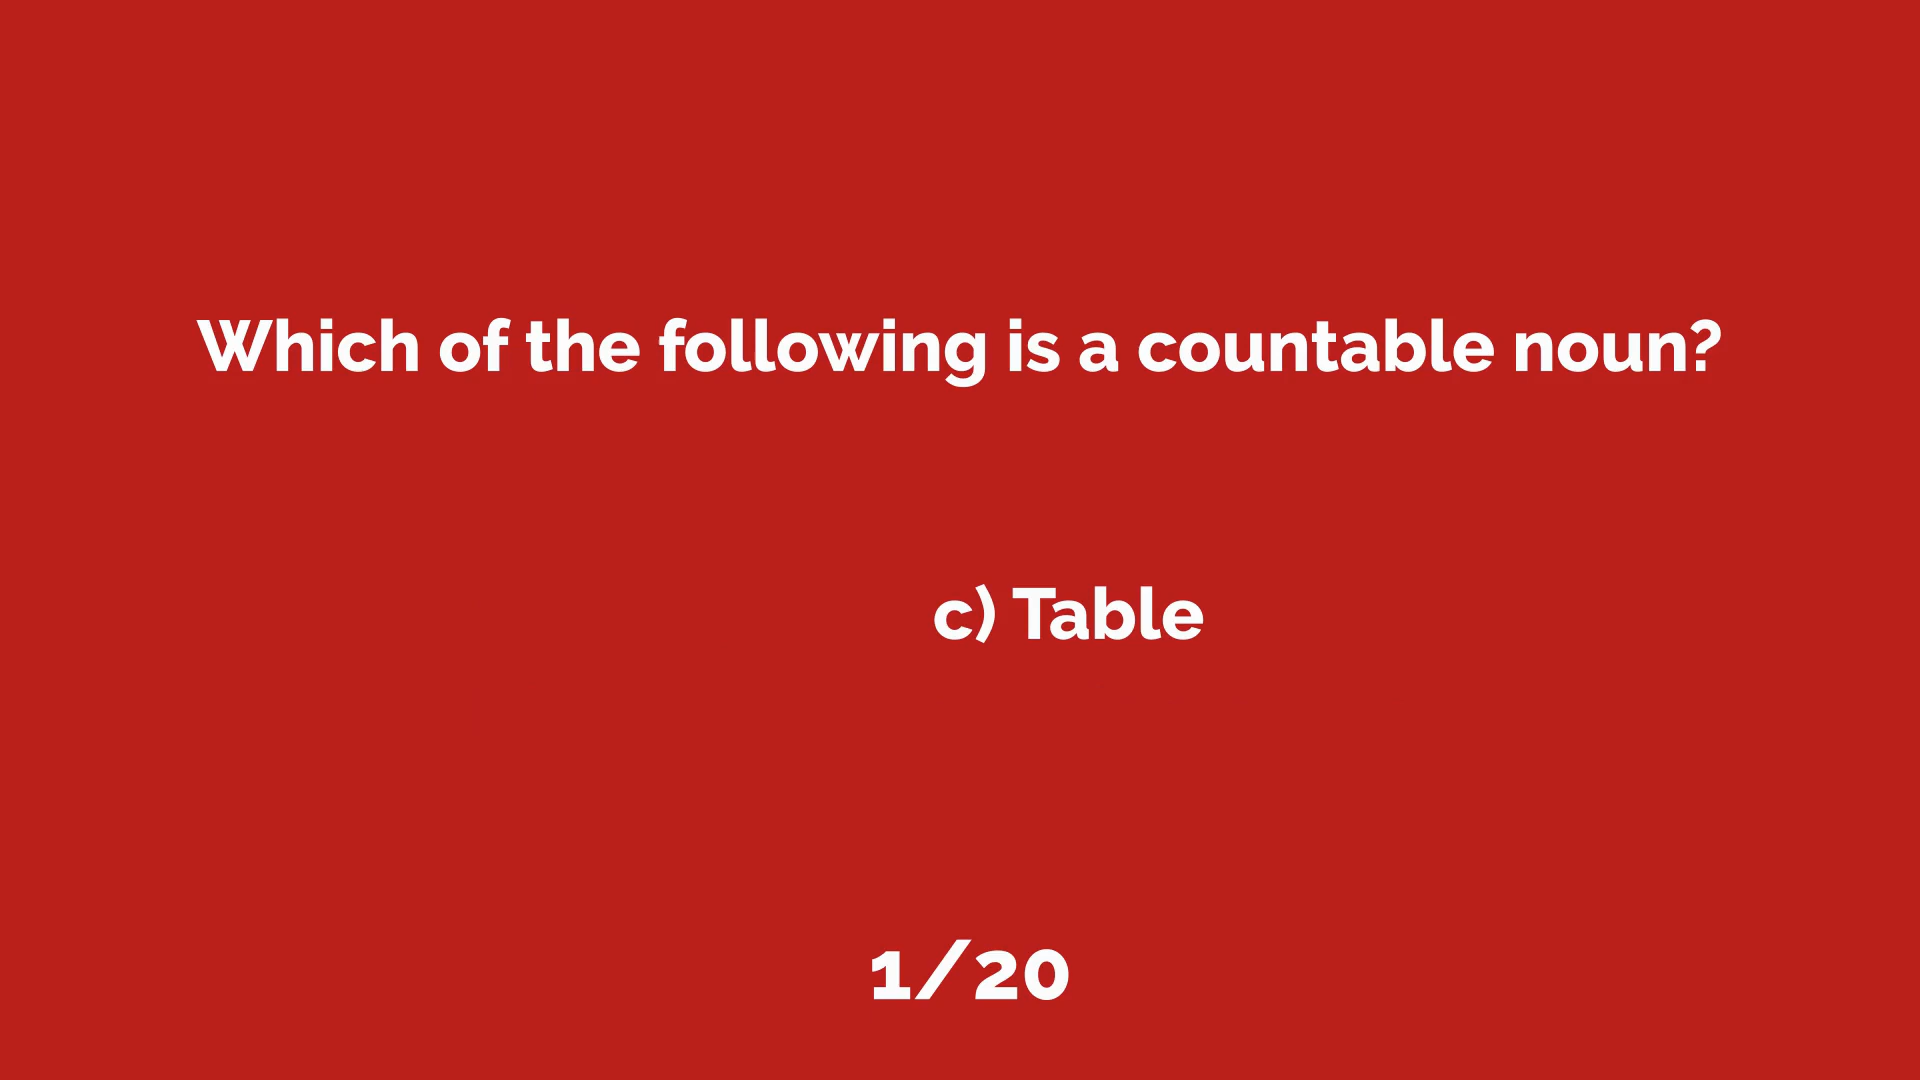 Which of the following is a countable noun?
c) Table
1/20